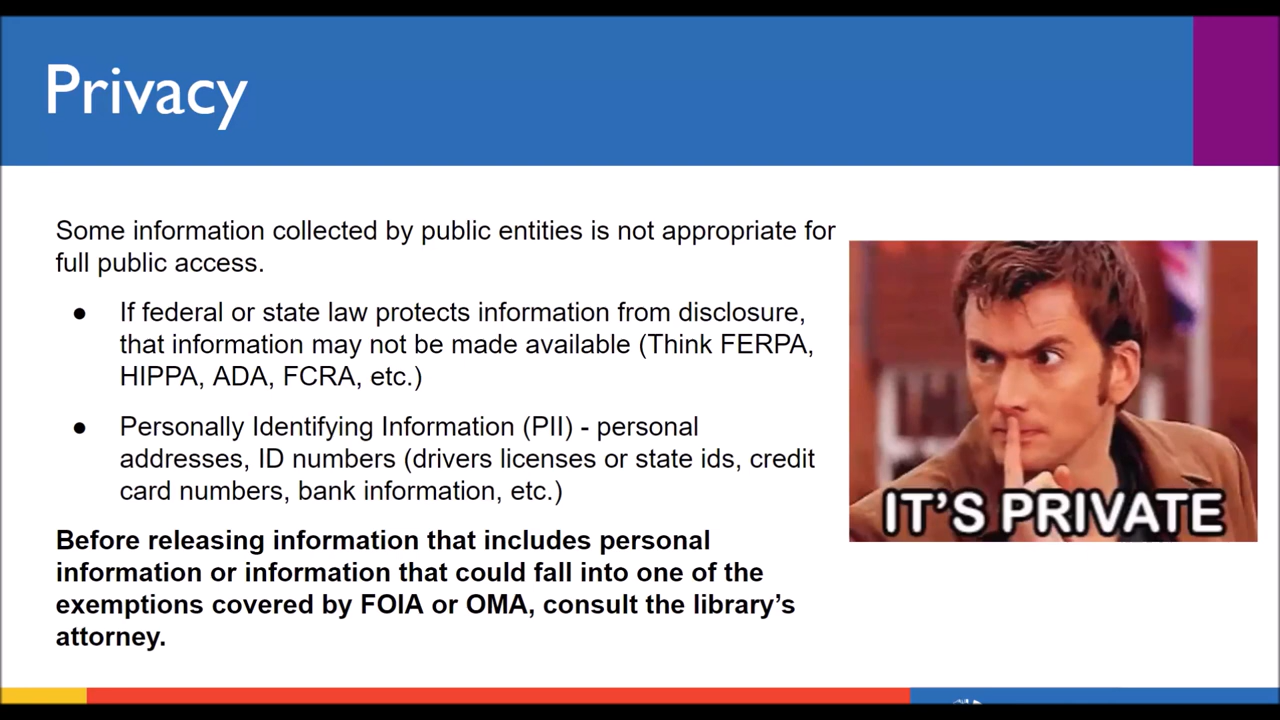 Privacy
Some information collected by public entities is not appropriate for
full public access.
● If federal or state law protects information from disclosure,
that information may not be made available (Think FERPA,
HIPPA, ADA, FCRA, etc.)
● Personally Identifying Information (PII) - personal
addresses, ID numbers (drivers licenses or state ids, credit
card numbers, bank information, etc.)
Before releasing information that includes personal
information or information that could fall into one of the
exemptions covered by FOIA or OMA, consult the library's
attorney.
IT'S PRIVATE